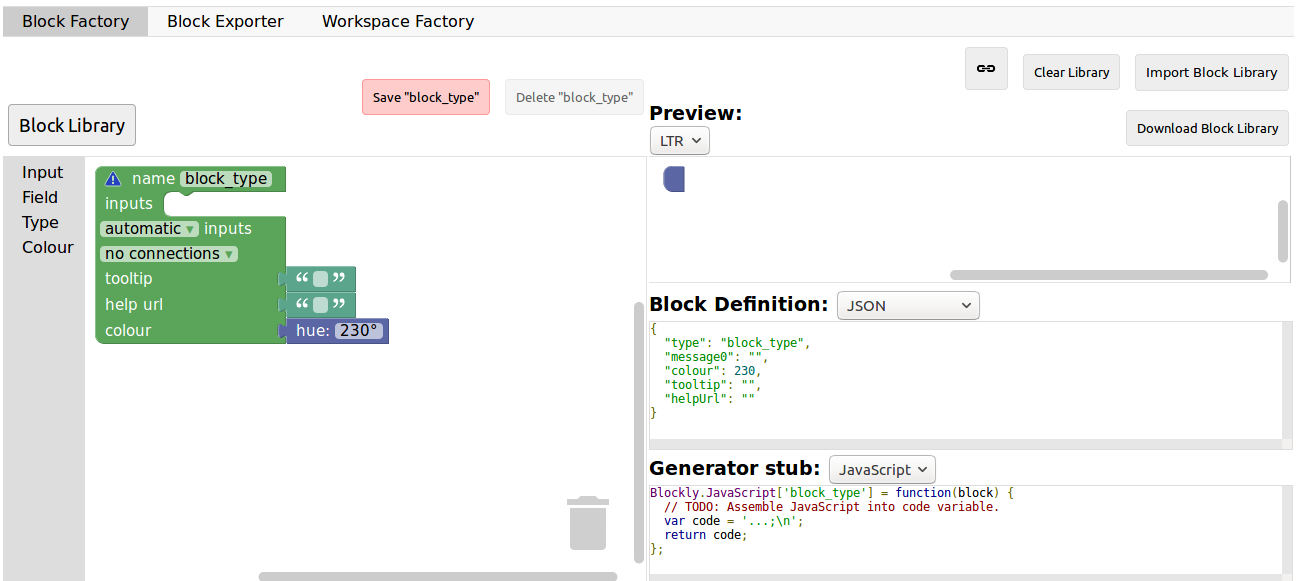 Block Factory Block Exporter Workspace Factory
Clear Library Import Block Library
Save "block_type" Delete "block_type"
Block Library
Preview:
Download Block Library
LTR
Input
Field
Type
Colour
name block_type
inputs
automatic ▾ inputs
no connections ▾
tooltip “ ”
help url “ ”
colour hue: 230°
Block Definition: JSON
{
  "type": "block_type",
  "message0": "",
  "colour": 230,
  "tooltip": "",
  "helpUrl": ""
}
Generator stub: JavaScript
Blockly.JavaScript['block_type'] = function(block) {
  // TODO: Assemble JavaScript into code variable.
  var code = '...;\n';
  return code;
};